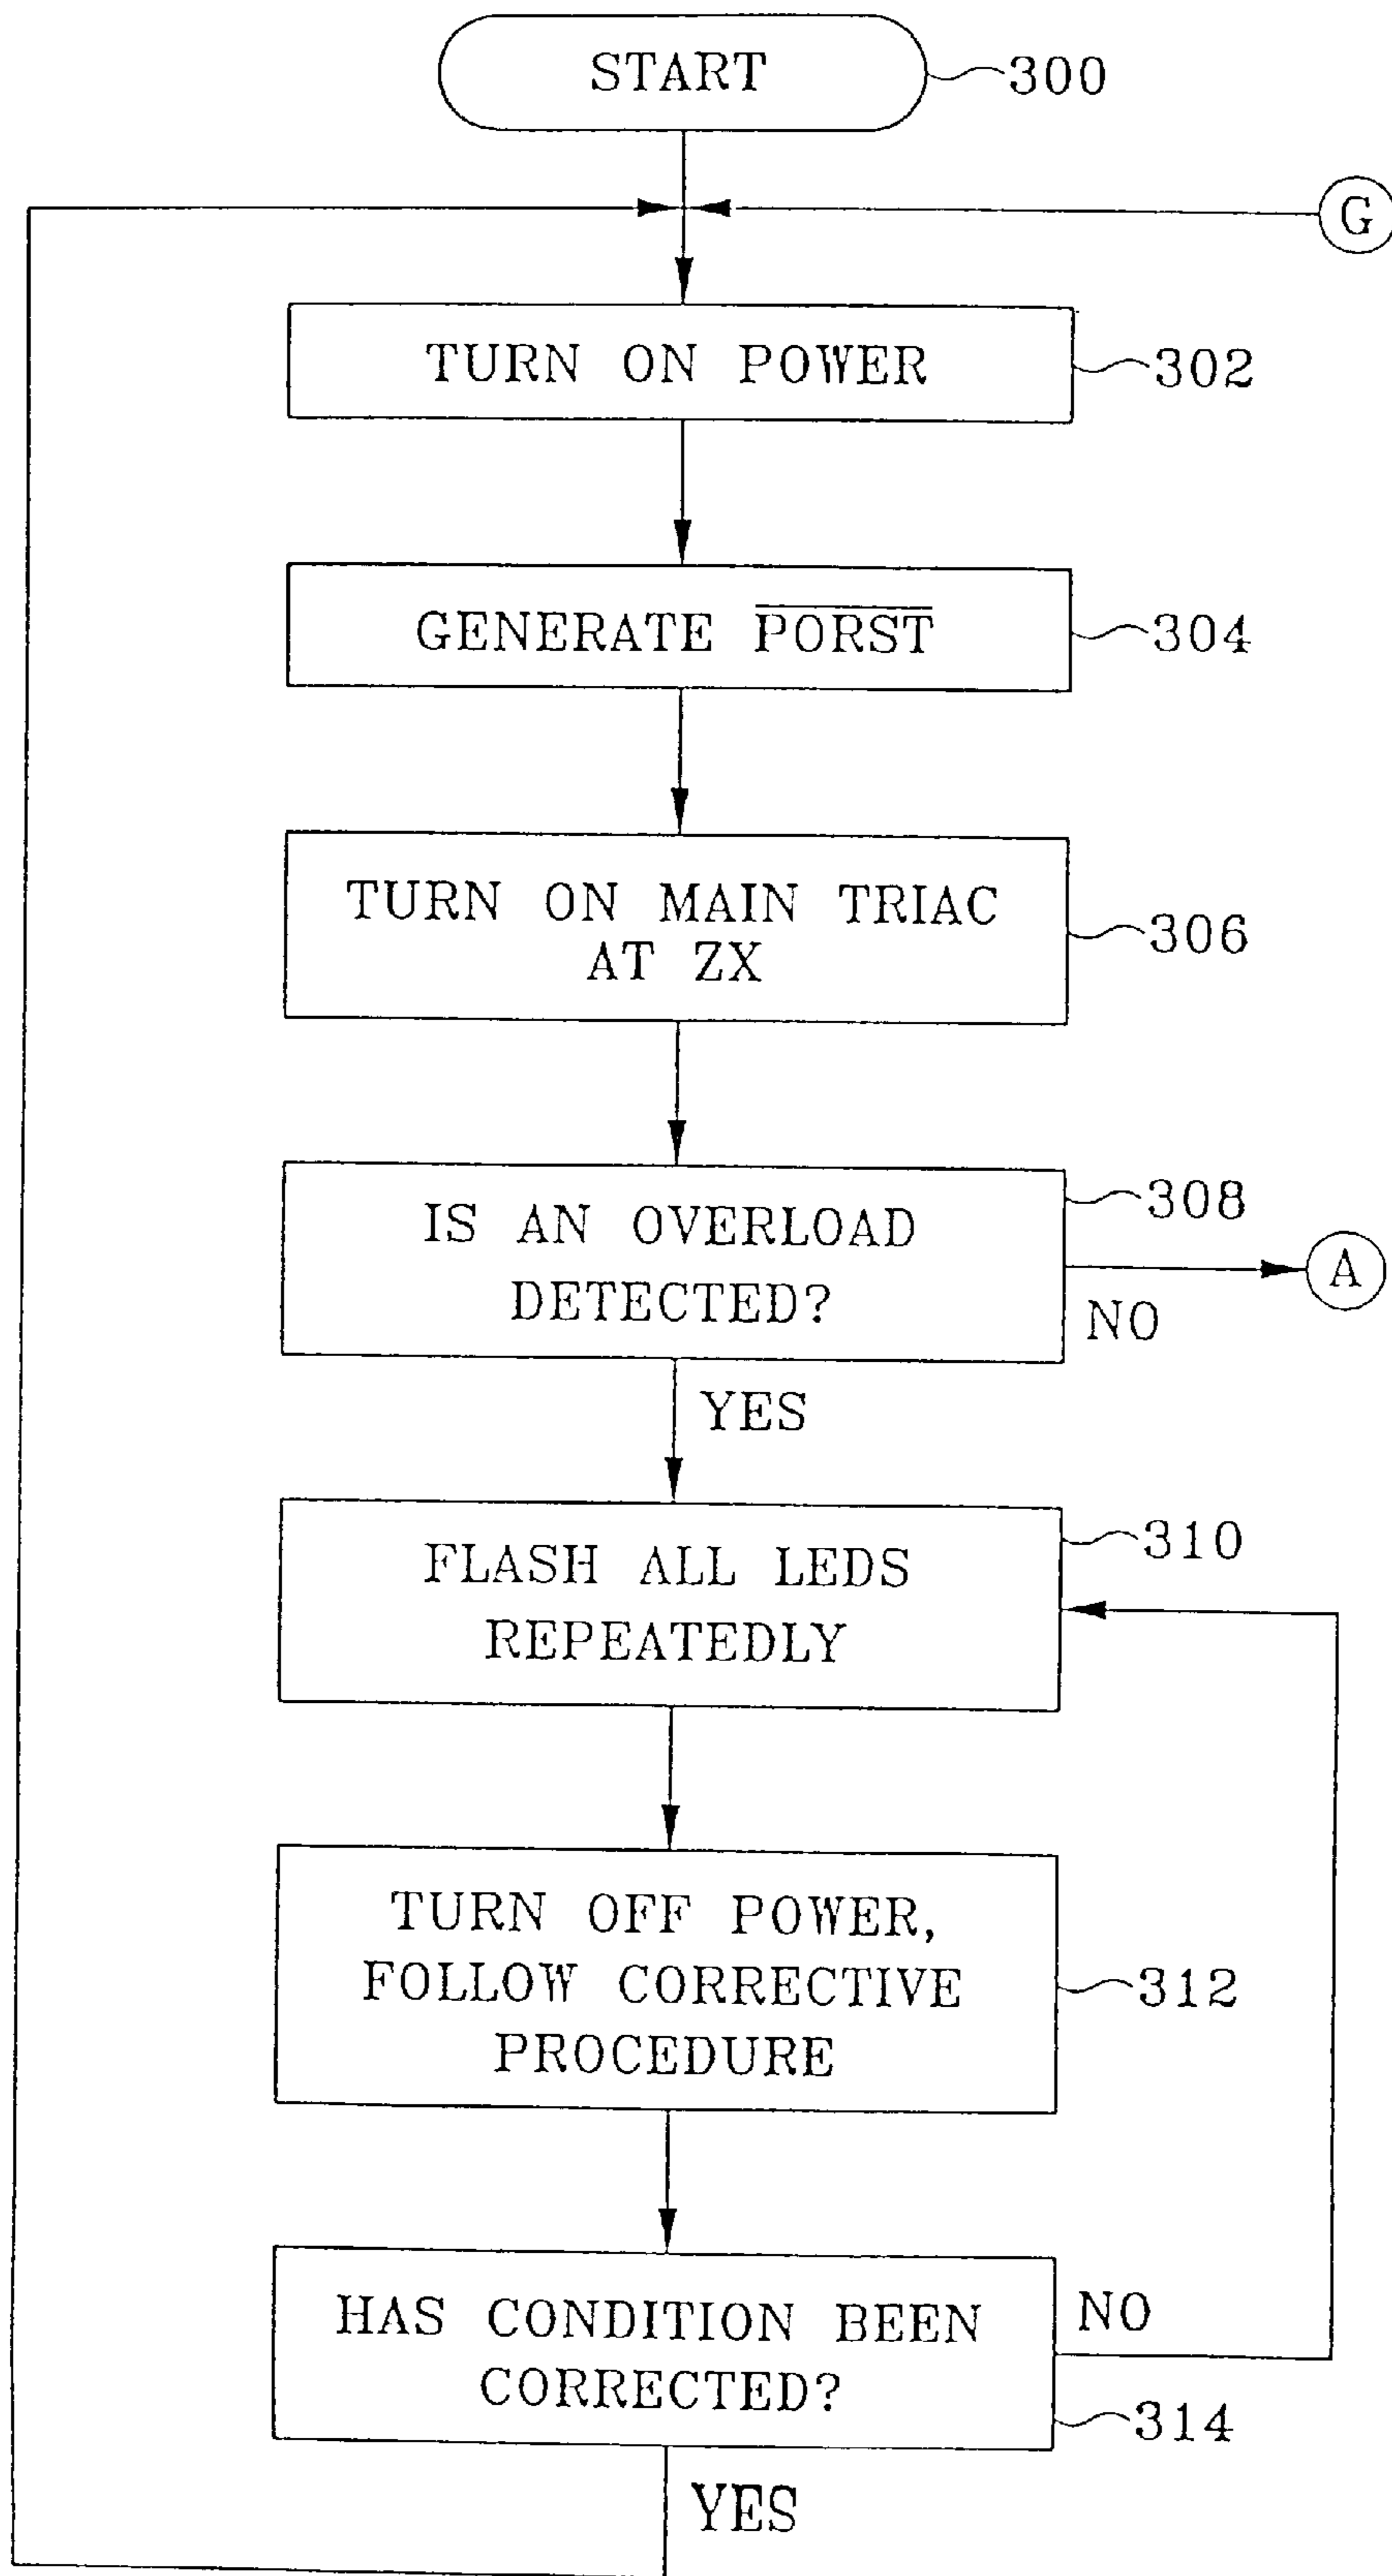 START
300
G
TURN ON POWER
302
GENERATE P̅O̅R̅S̅T̅
304
TURN ON MAIN TRIAC
AT ZX
306
IS AN OVERLOAD
DETECTED?
308
A
NO
YES
FLASH ALL LEDS
REPEATEDLY
310
TURN OFF POWER,
FOLLOW CORRECTIVE
PROCEDURE
312
HAS CONDITION BEEN
CORRECTED?
NO
314
YES